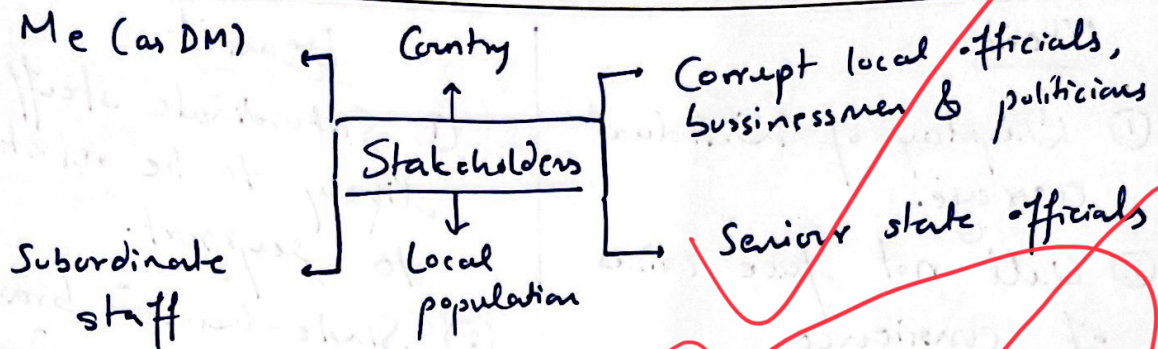 Me (as DM)
Country
Corrupt local officials,
bussinessmen & politicians
Stakeholders
Senior state officials
Subordinate
staff
Local
population